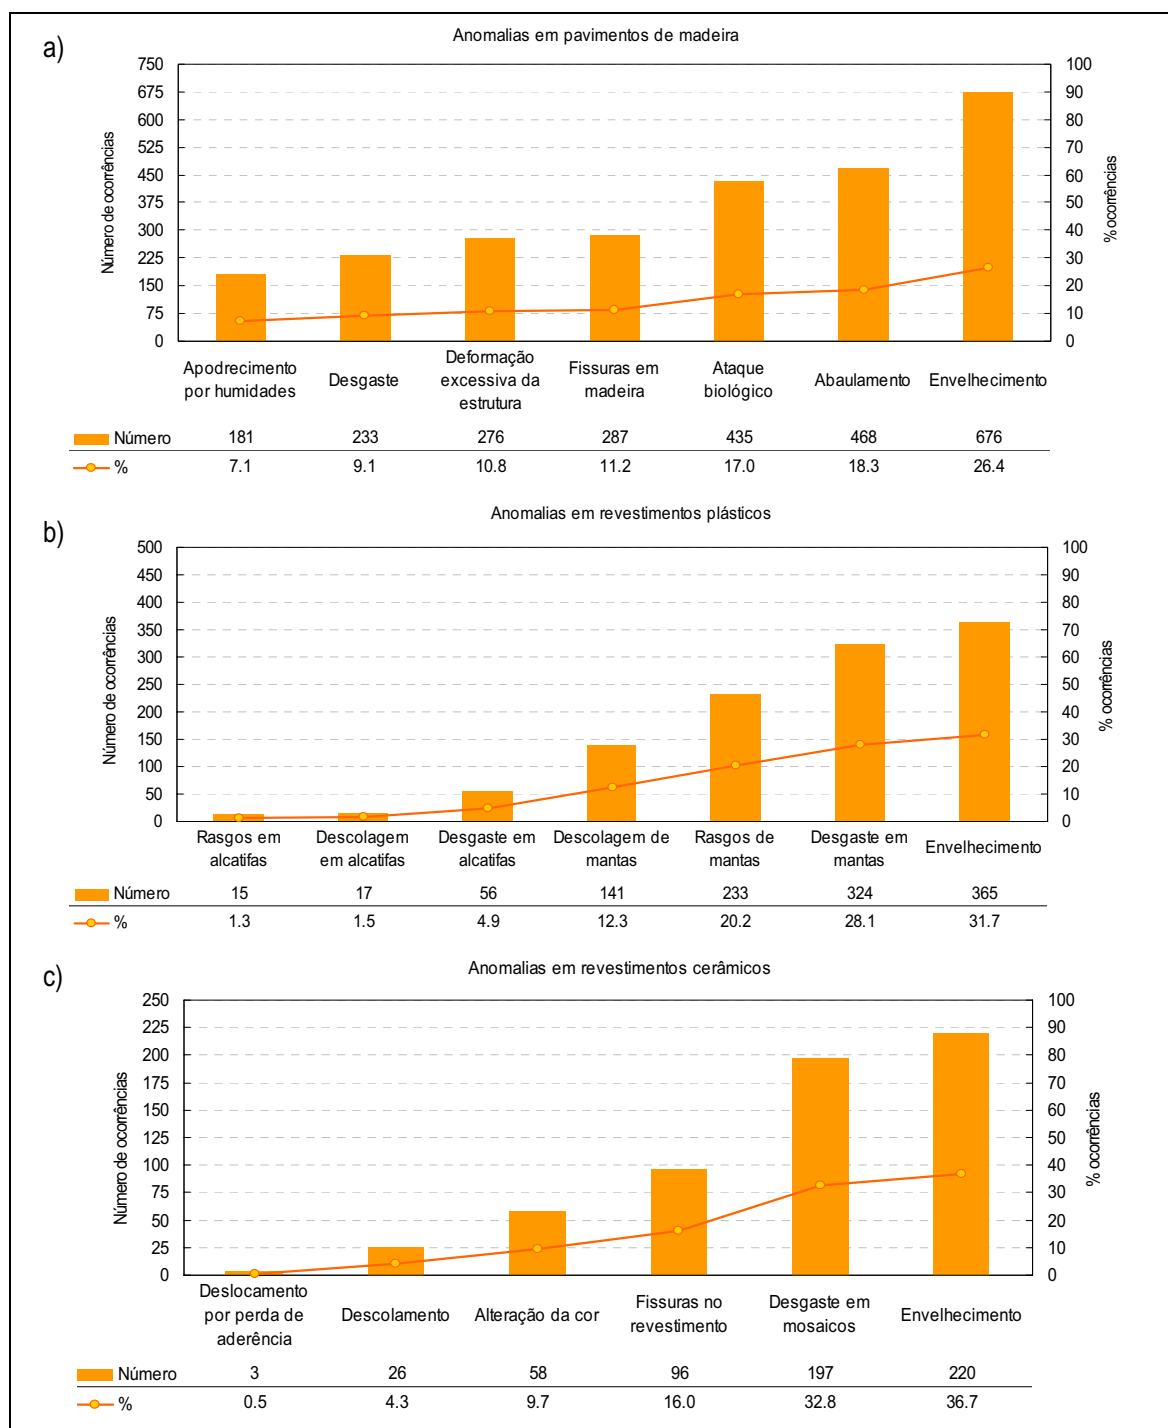 a)
Anomalias em pavimentos de madeira
750
675
600
525
450
375
300
225
150
75
0
Número de ocorrências
100
90
80
70
60
50
40
30
20
10
0
% ocorrências
Apodrecimento por humidades
Desgaste
Deformação excessiva da estrutura
Fissuras em madeira
Ataque biológico
Abaulamento
Envelhecimento
Número 181 233 276 287 435 468 676
% 7.1 9.1 10.8 11.2 17.0 18.3 26.4
b)
Anomalias em revestimentos plásticos
500
450
400
350
300
250
200
150
100
50
0
Número de ocorrências
100
90
80
70
60
50
40
30
20
10
0
% ocorrências
Rasgos em alcatifas
Descolagem em alcatifas
Desgaste em alcatifas
Descolagem de mantas
Rasgos de mantas
Desgaste em mantas
Envelhecimento
Número 15 17 56 141 233 324 365
% 1.3 1.5 4.9 12.3 20.2 28.1 31.7
c)
Anomalias em revestimentos cerâmicos
250
225
200
175
150
125
100
75
50
25
0
Número de ocorrências
100
90
80
70
60
50
40
30
20
10
0
% ocorrências
Deslocamento por perda de aderência
Descolamento
Alteração da cor
Fissuras no revestimento
Desgaste em mosaicos
Envelhecimento
Número 3 26 58 96 197 220
% 0.5 4.3 9.7 16.0 32.8 36.7